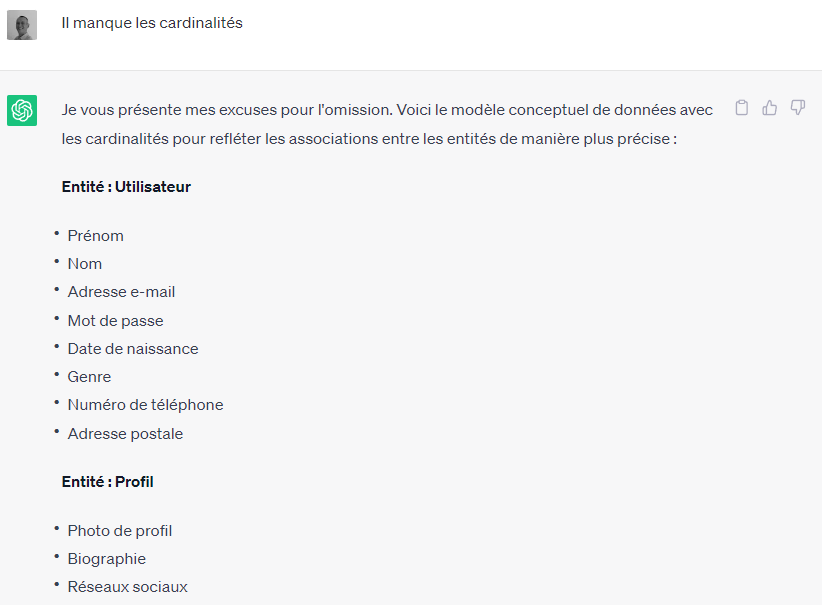 Il manque les cardinalités
Je vous présente mes excuses pour l'omission. Voici le modèle conceptuel de données avec
les cardinalités pour refléter les associations entre les entités de manière plus précise :
Entité : Utilisateur
• Prénom
• Nom
• Adresse e-mail
• Mot de passe
• Date de naissance
• Genre
• Numéro de téléphone
• Adresse postale
Entité : Profil
• Photo de profil
• Biographie
• Réseaux sociaux